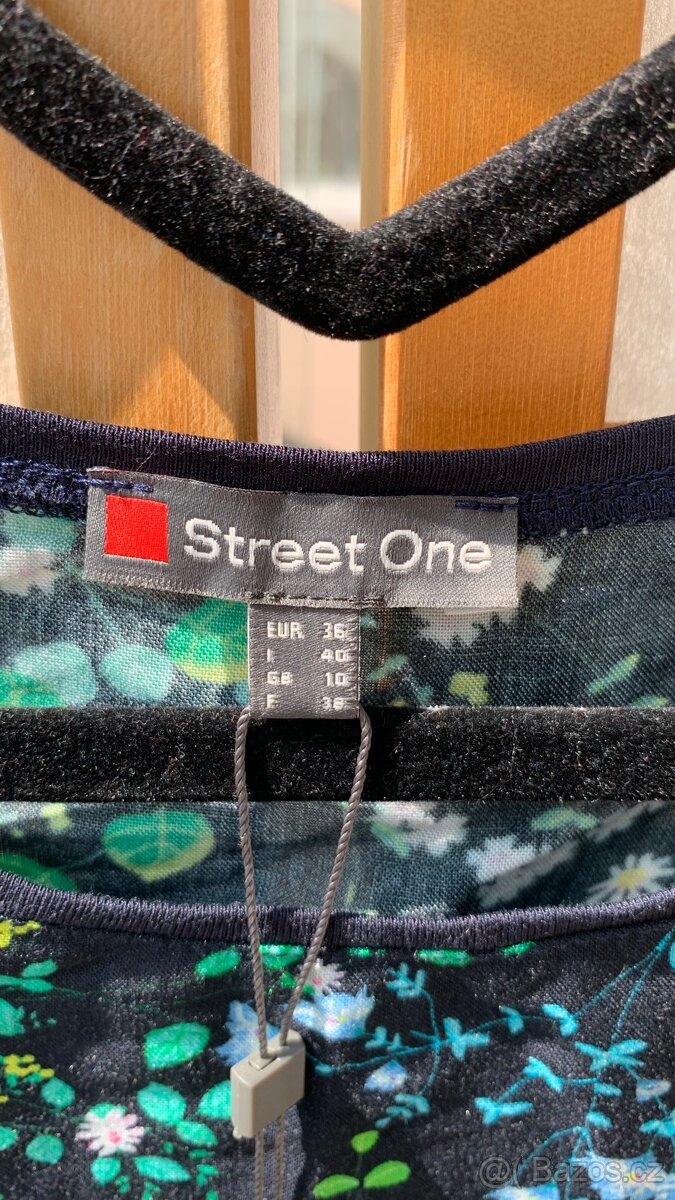 Street One
EUR 36
I 40
GB 10
F 38
@ Bazos.cz